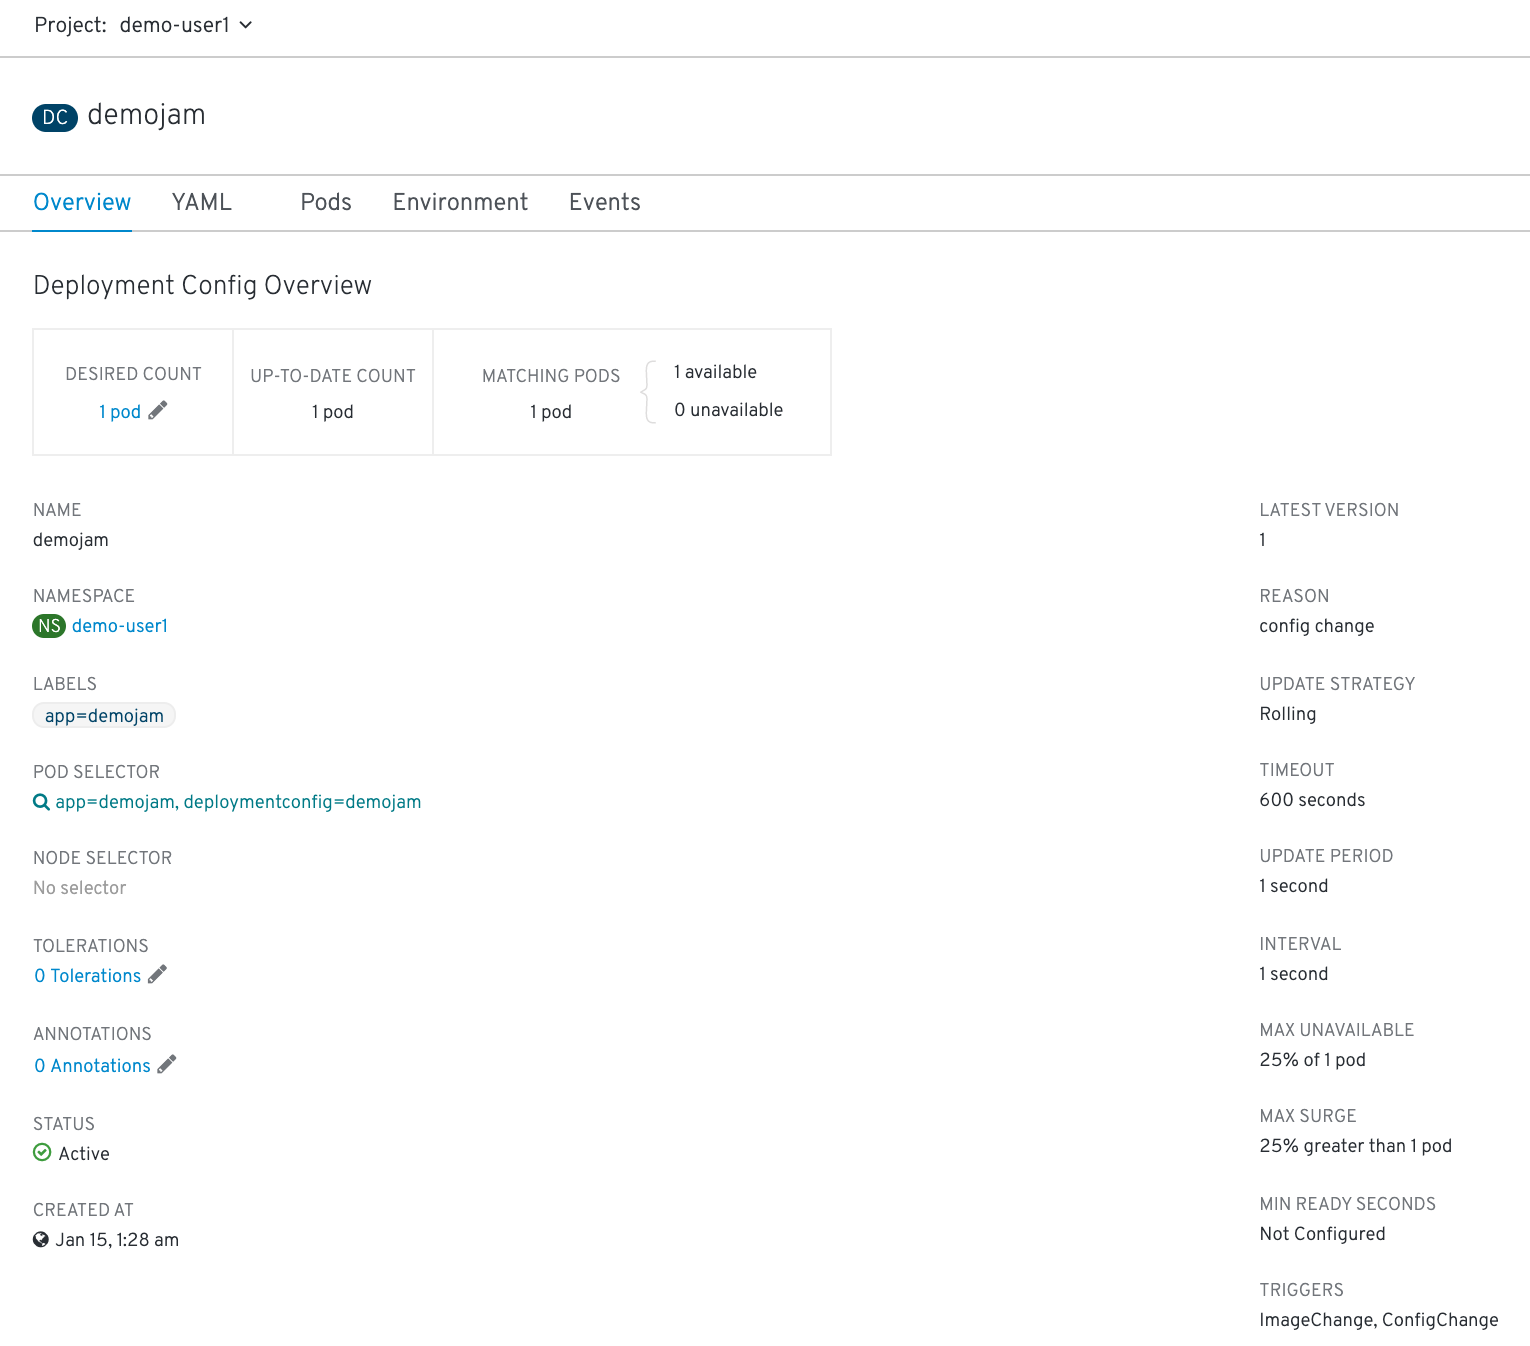 Project: demo-user1
DC demojam
Overview YAML Pods Environment Events
Deployment Config Overview
DESIRED COUNT
1 pod
UP-TO-DATE COUNT
1 pod
MATCHING PODS
1 pod
1 available
0 unavailable
NAME
demojam
NAMESPACE
NS demo-user1
LABELS
app=demojam
POD SELECTOR
app=demojam, deploymentconfig=demojam
NODE SELECTOR
No selector
TOLERATIONS
0 Tolerations
ANNOTATIONS
0 Annotations
STATUS
Active
CREATED AT
Jan 15, 1:28 am
LATEST VERSION
1
REASON
config change
UPDATE STRATEGY
Rolling
TIMEOUT
600 seconds
UPDATE PERIOD
1 second
INTERVAL
1 second
MAX UNAVAILABLE
25% of 1 pod
MAX SURGE
25% greater than 1 pod
MIN READY SECONDS
Not Configured
TRIGGERS
ImageChange, ConfigChange